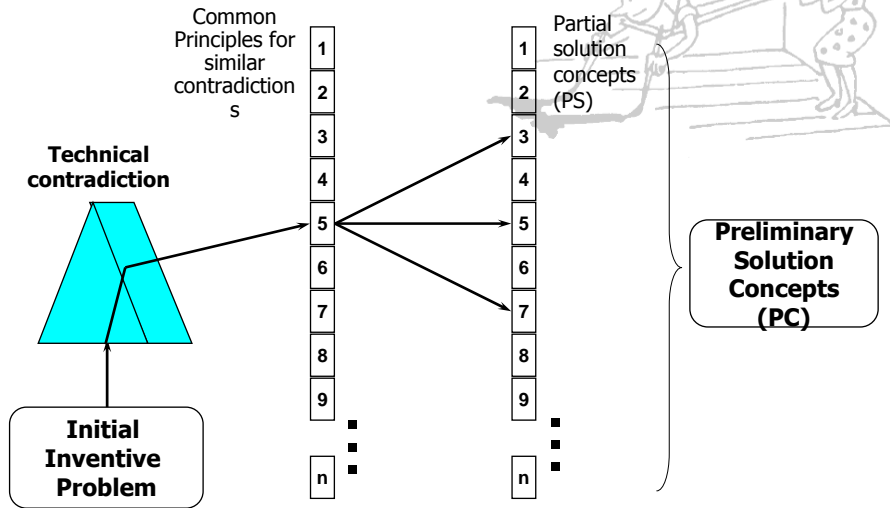 Common
Principles for
similar
contradiction
s
1
2
3
4
5
6
7
8
9
n
Partial
solution
concepts
(PS)
1
2
3
4
5
6
7
8
9
n
Technical
contradiction
Initial
Inventive
Problem
Preliminary
Solution
Concepts
(PC)